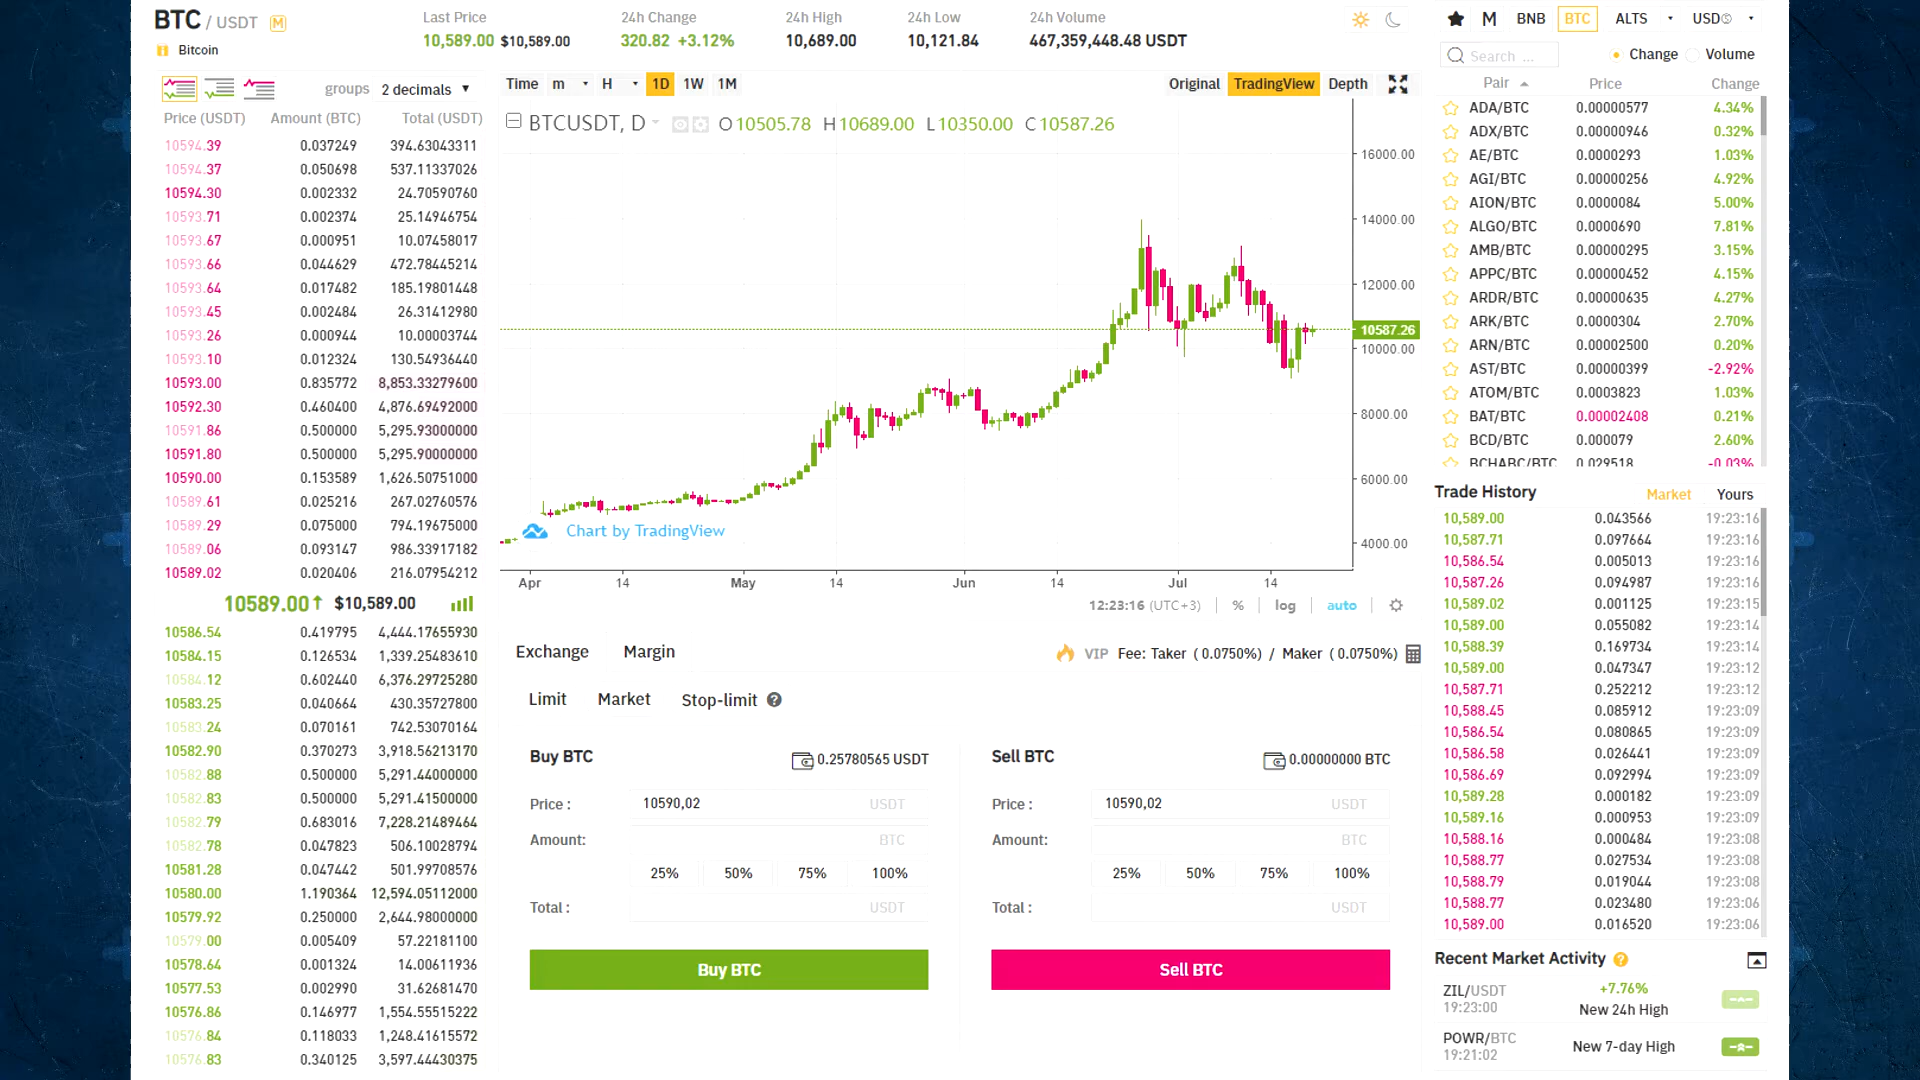 BTC / USDT M
Bitcoin
Last Price
10,589.00 $10,589.00
24h Change
320.82 +3.12%
24h High
10,689.00
24h Low
10,121.84
24h Volume
467,359,448.48 USDT
groups 2 decimals
Price (USDT) Amount (BTC) Total (USDT)
10594.39 0.037249 394.63043311
10594.37 0.050698 537.11337026
10594.30 0.002332 24.70590760
10593.71 0.002374 25.14946754
10593.67 0.000951 10.07458017
10593.66 0.044629 472.78445214
10593.64 0.017482 185.19801448
10593.45 0.002484 26.31412980
10593.26 0.000944 10.00003744
10593.10 0.012324 130.54936440
10593.00 0.835772 8,853.33279600
10592.30 0.460400 4,876.69492000
10591.86 0.500000 5,295.93000000
10591.80 0.500000 5,295.90000000
10590.00 0.153589 1,626.50751000
10589.61 0.025216 267.02760576
10589.29 0.075000 794.19675000
10589.06 0.093147 986.33917182
10589.02 0.020406 216.07954212
10589.00↑ $10,589.00
10586.54 0.419795 4,444.17655930
10584.15 0.126534 1,339.25483610
10584.12 0.602440 6,376.29725280
10583.25 0.040664 430.35727800
10583.24 0.070161 742.53070164
10582.90 0.370273 3,918.56213170
10582.88 0.500000 5,291.44000000
10582.83 0.500000 5,291.41500000
10582.79 0.683016 7,228.21489464
10582.78 0.047823 506.10028794
10581.28 0.047442 501.99708576
10580.00 1.190364 12,594.05112000
10579.92 0.250000 2,644.98000000
10579.00 0.005409 57.22181100
10578.64 0.001324 14.00611936
10577.53 0.002990 31.62681470
10576.86 0.146977 1,554.55515222
10576.84 0.118033 1,248.41615572
10576.83 0.340125 3,597.44430375
Time m H 1D 1W 1M
Original TradingView Depth
BTCUSDT, D O10505.78 H10689.00 L10350.00 C10587.26
16000.00
14000.00
12000.00
10587.26
10000.00
8000.00
6000.00
4000.00
Chart by TradingView
Apr 14 May 14 Jun 14 Jul 14
12:23:16 (UTC+3) % log auto
Exchange Margin
VIP Fee: Taker ( 0.0750%) / Maker ( 0.0750%)
Limit Market Stop-limit ?
Buy BTC 0.25780565 USDT
Price : 10590,02 USDT
Amount: BTC
25% 50% 75% 100%
Total : USDT
Buy BTC
Sell BTC 0.00000000 BTC
Price : 10590,02 USDT
Amount: BTC
25% 50% 75% 100%
Total : USDT
Sell BTC
M BNB BTC ALTS USDⓈ
Search ... Change Volume
Pair Price Change
ADA/BTC 0.00000577 4.34%
ADX/BTC 0.00000946 0.32%
AE/BTC 0.0000293 1.03%
AGI/BTC 0.00000256 4.92%
AION/BTC 0.0000084 5.00%
ALGO/BTC 0.0000690 7.81%
AMB/BTC 0.00000295 3.15%
APPC/BTC 0.00000452 4.15%
ARDR/BTC 0.00000635 4.27%
ARK/BTC 0.0000304 2.70%
ARN/BTC 0.00002500 0.20%
AST/BTC 0.00000399 -2.92%
ATOM/BTC 0.0003823 1.03%
BAT/BTC 0.00002408 0.21%
BCD/BTC 0.000079 2.60%
BCHABC/BTC 0.029518 -0.03%
Trade History Market Yours
10,589.00 0.043566 19:23:16
10,587.71 0.097664 19:23:16
10,586.54 0.005013 19:23:16
10,587.26 0.094987 19:23:16
10,589.02 0.001125 19:23:15
10,589.00 0.055082 19:23:14
10,588.39 0.169734 19:23:14
10,589.00 0.047347 19:23:12
10,587.71 0.252212 19:23:12
10,588.45 0.085912 19:23:09
10,586.54 0.080865 19:23:09
10,586.58 0.026441 19:23:09
10,586.69 0.092994 19:23:09
10,589.28 0.000182 19:23:09
10,589.16 0.000953 19:23:09
10,588.16 0.000484 19:23:08
10,588.77 0.027534 19:23:08
10,588.79 0.019044 19:23:08
10,588.77 0.023480 19:23:06
10,589.00 0.016520 19:23:06
Recent Market Activity ?
ZIL/USDT +7.76%
19:23:00 New 24h High
POWR/BTC New 7-day High
19:21:02